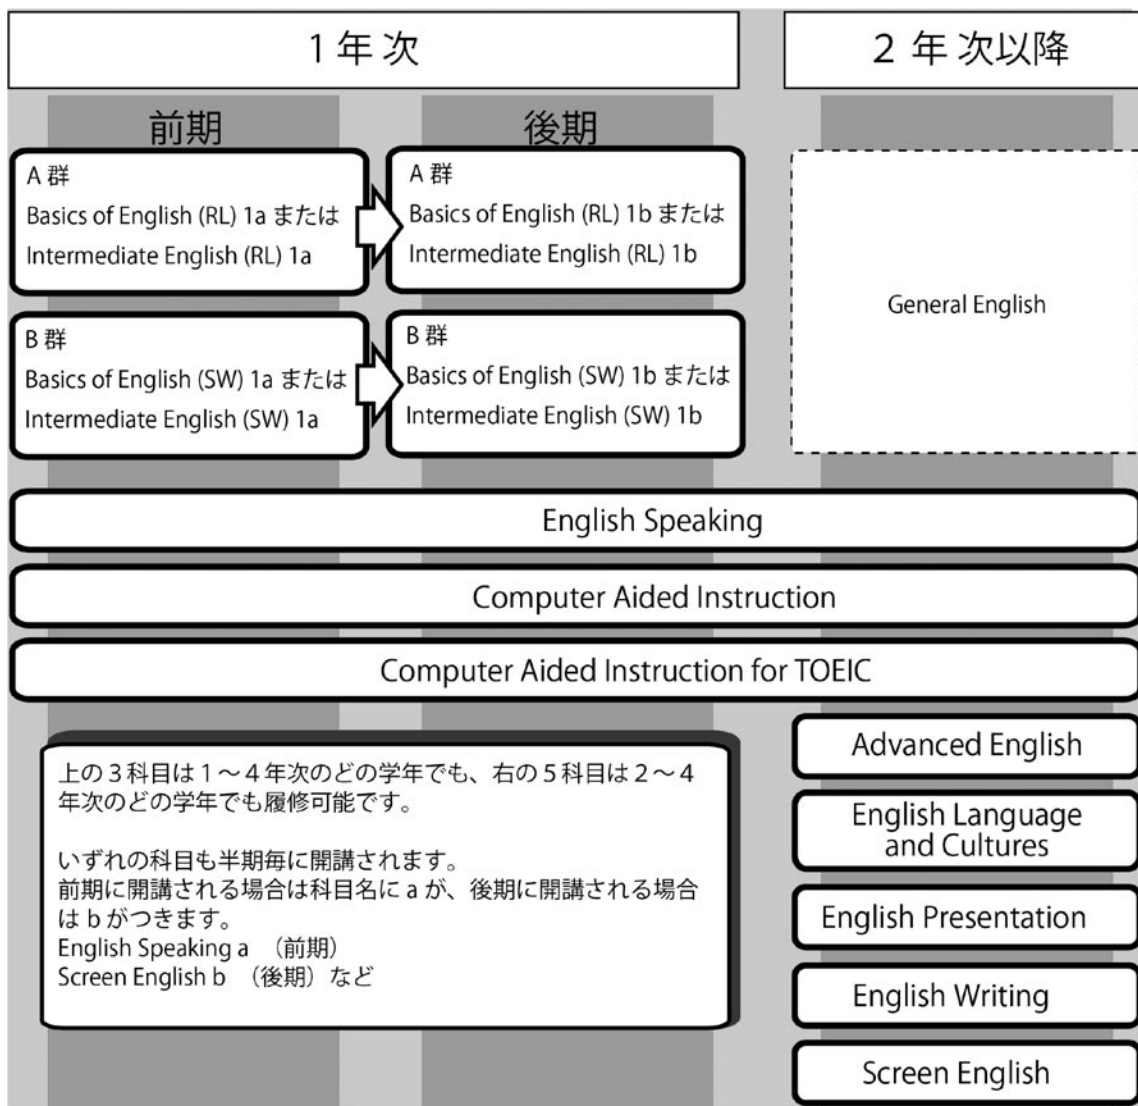 1 年 次
2 年 次以降
前期
後期
A 群
Basics of English (RL) 1a または
Intermediate English (RL) 1a
A 群
Basics of English (RL) 1b または
Intermediate English (RL) 1b
General English
B 群
Basics of English (SW) 1a または
Intermediate English (SW) 1a
B 群
Basics of English (SW) 1b または
Intermediate English (SW) 1b
English Speaking
Computer Aided Instruction
Computer Aided Instruction for TOEIC
上の３科目は１～４年次のどの学年でも、右の５科目は２～４
年次のどの学年でも履修可能です。
いずれの科目も半期毎に開講されます。
前期に開講される場合は科目名に a が、後期に開講される場合
は b がつきます。
English Speaking a （前期）
Screen English b （後期）など
Advanced English
English Language
and Cultures
English Presentation
English Writing
Screen English